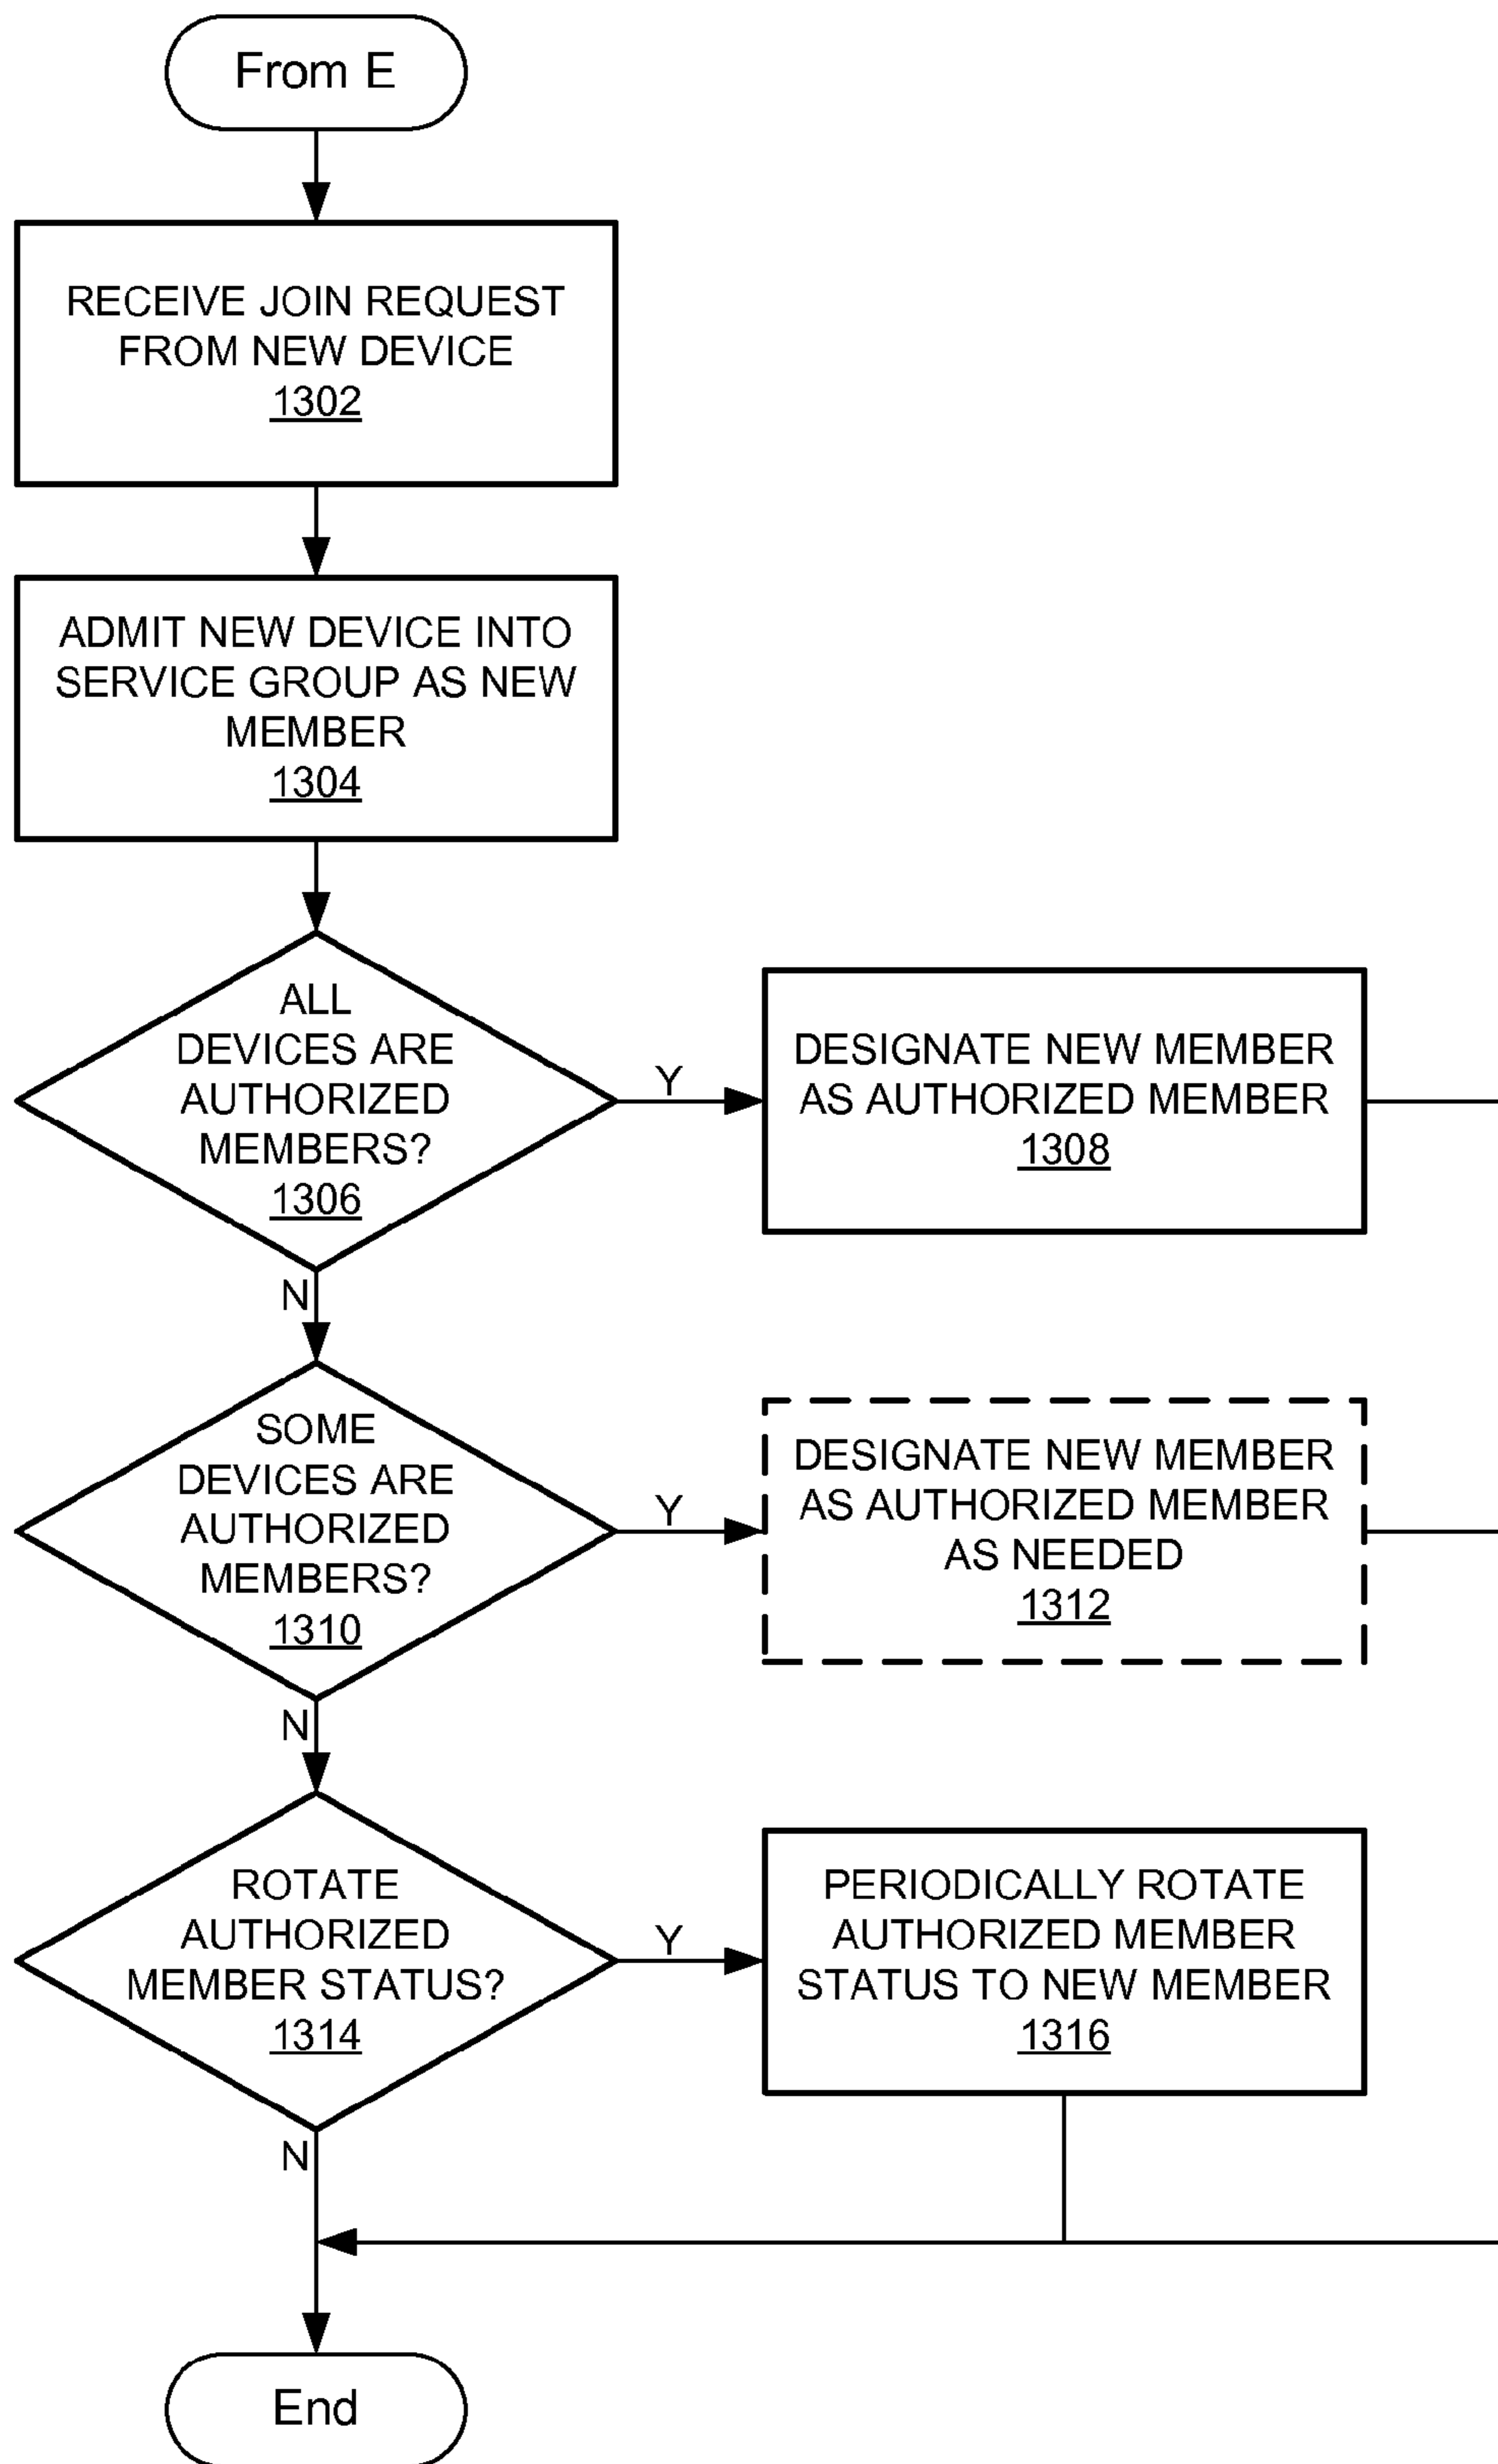 From E
RECEIVE JOIN REQUEST
FROM NEW DEVICE
1302
ADMIT NEW DEVICE INTO
SERVICE GROUP AS NEW
MEMBER
1304
ALL
DEVICES ARE
AUTHORIZED
MEMBERS?
1306
Y
DESIGNATE NEW MEMBER
AS AUTHORIZED MEMBER
1308
N
SOME
DEVICES ARE
AUTHORIZED
MEMBERS?
1310
Y
DESIGNATE NEW MEMBER
AS AUTHORIZED MEMBER
AS NEEDED
1312
N
ROTATE
AUTHORIZED
MEMBER STATUS?
1314
Y
PERIODICALLY ROTATE
AUTHORIZED MEMBER
STATUS TO NEW MEMBER
1316
N
End